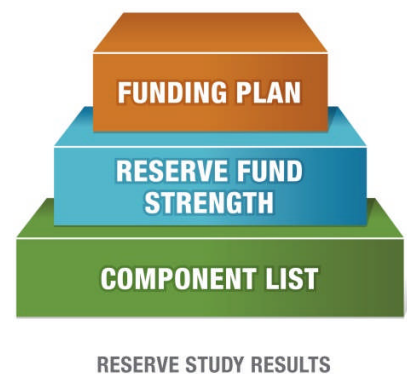 FUNDING PLAN
RESERVE FUND
STRENGTH
COMPONENT LIST
RESERVE STUDY RESULTS